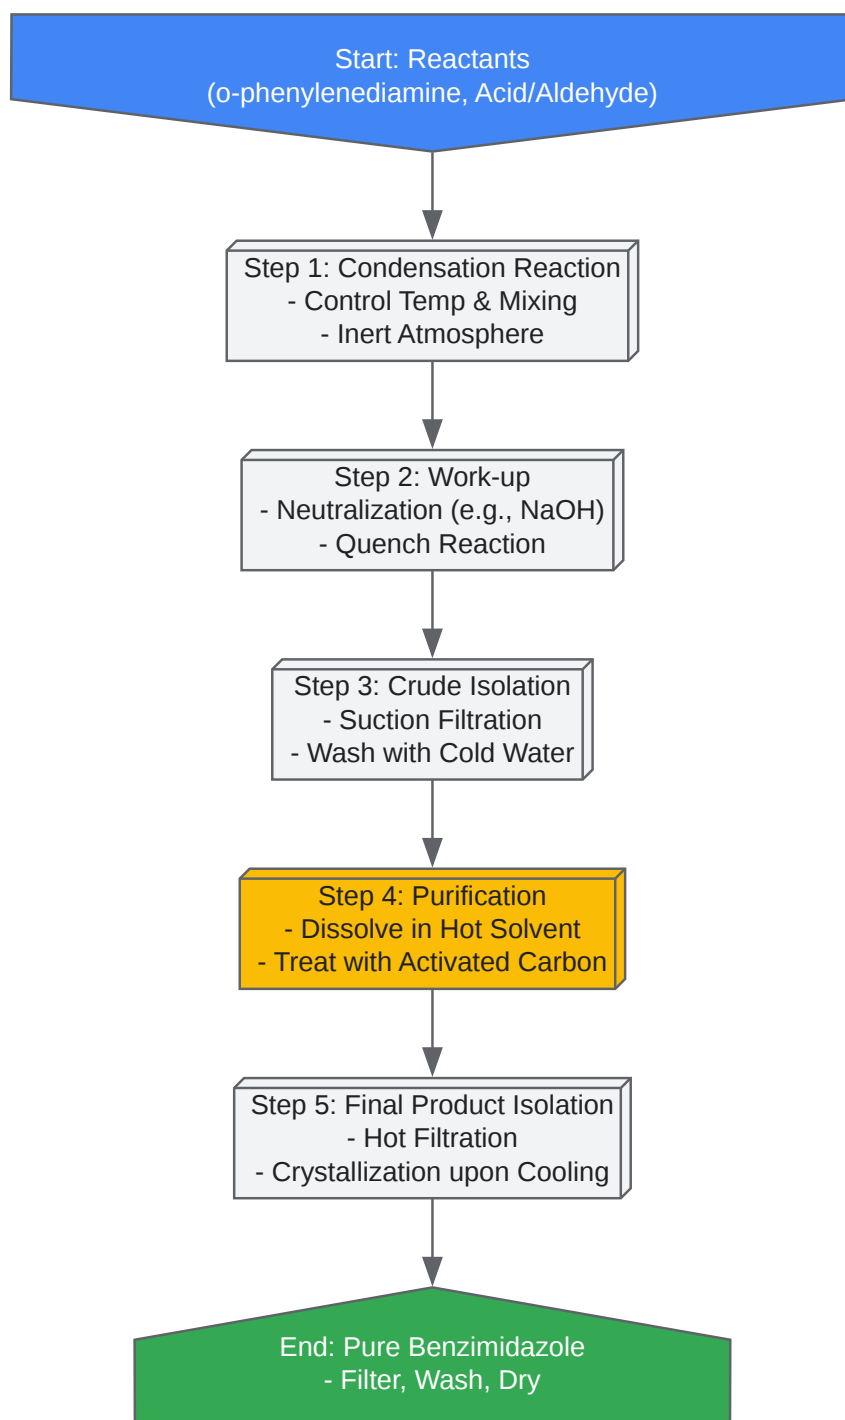 Start: Reactants
(o-phenylenediamine, Acid/Aldehyde)
Step 1: Condensation Reaction
- Control Temp & Mixing
- Inert Atmosphere
Step 2: Work-up
- Neutralization (e.g., NaOH)
- Quench Reaction
Step 3: Crude Isolation
- Suction Filtration
- Wash with Cold Water
Step 4: Purification
- Dissolve in Hot Solvent
- Treat with Activated Carbon
Step 5: Final Product Isolation
- Hot Filtration
- Crystallization upon Cooling
End: Pure Benzimidazole
- Filter, Wash, Dry